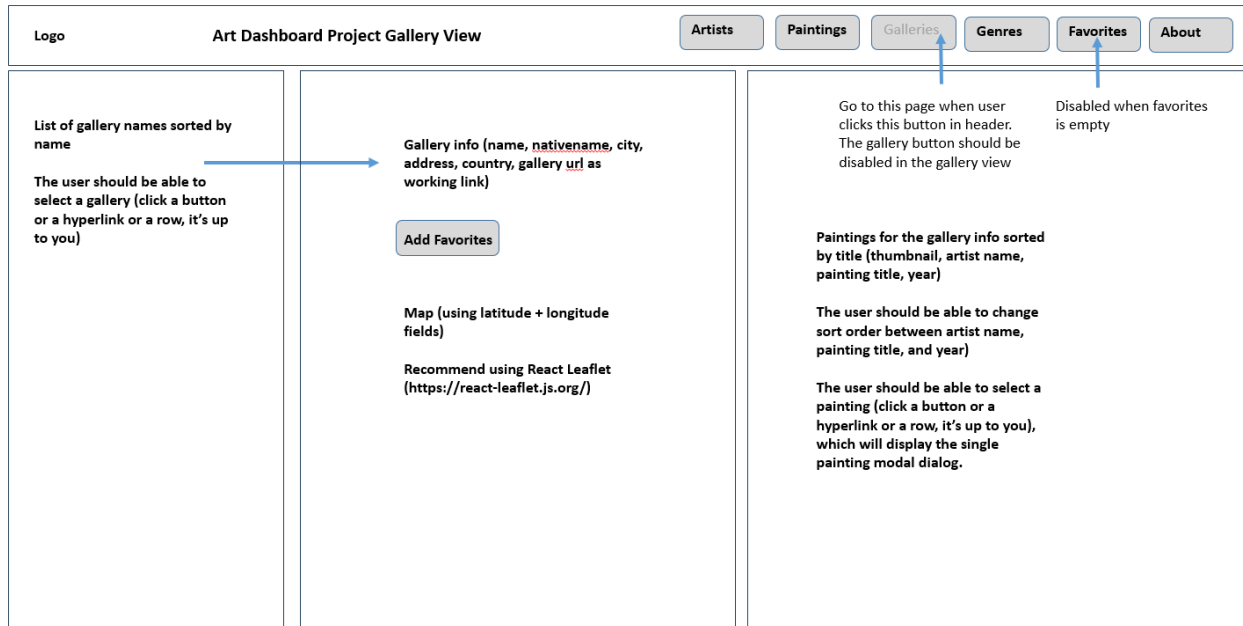 Logo
Art Dashboard Project Gallery View
Artists
Paintings
Galleries
Genres
Favorites
About
List of gallery names sorted by
name
The user should be able to
select a gallery (click a button
or a hyperlink or a row, it's up
to you)
Gallery info (name, nativename, city,
address, country, gallery url as
working link)
Add Favorites
Map (using latitude + longitude
fields)
Recommend using React Leaflet
(https://react-leaflet.js.org/)
Go to this page when user
clicks this button in header.
The gallery button should be
disabled in the gallery view
Disabled when favorites
is empty
Paintings for the gallery info sorted
by title (thumbnail, artist name,
painting title, year)
The user should be able to change
sort order between artist name,
painting title, and year)
The user should be able to select a
painting (click a button or a
hyperlink or a row, it's up to you),
which will display the single
painting modal dialog.